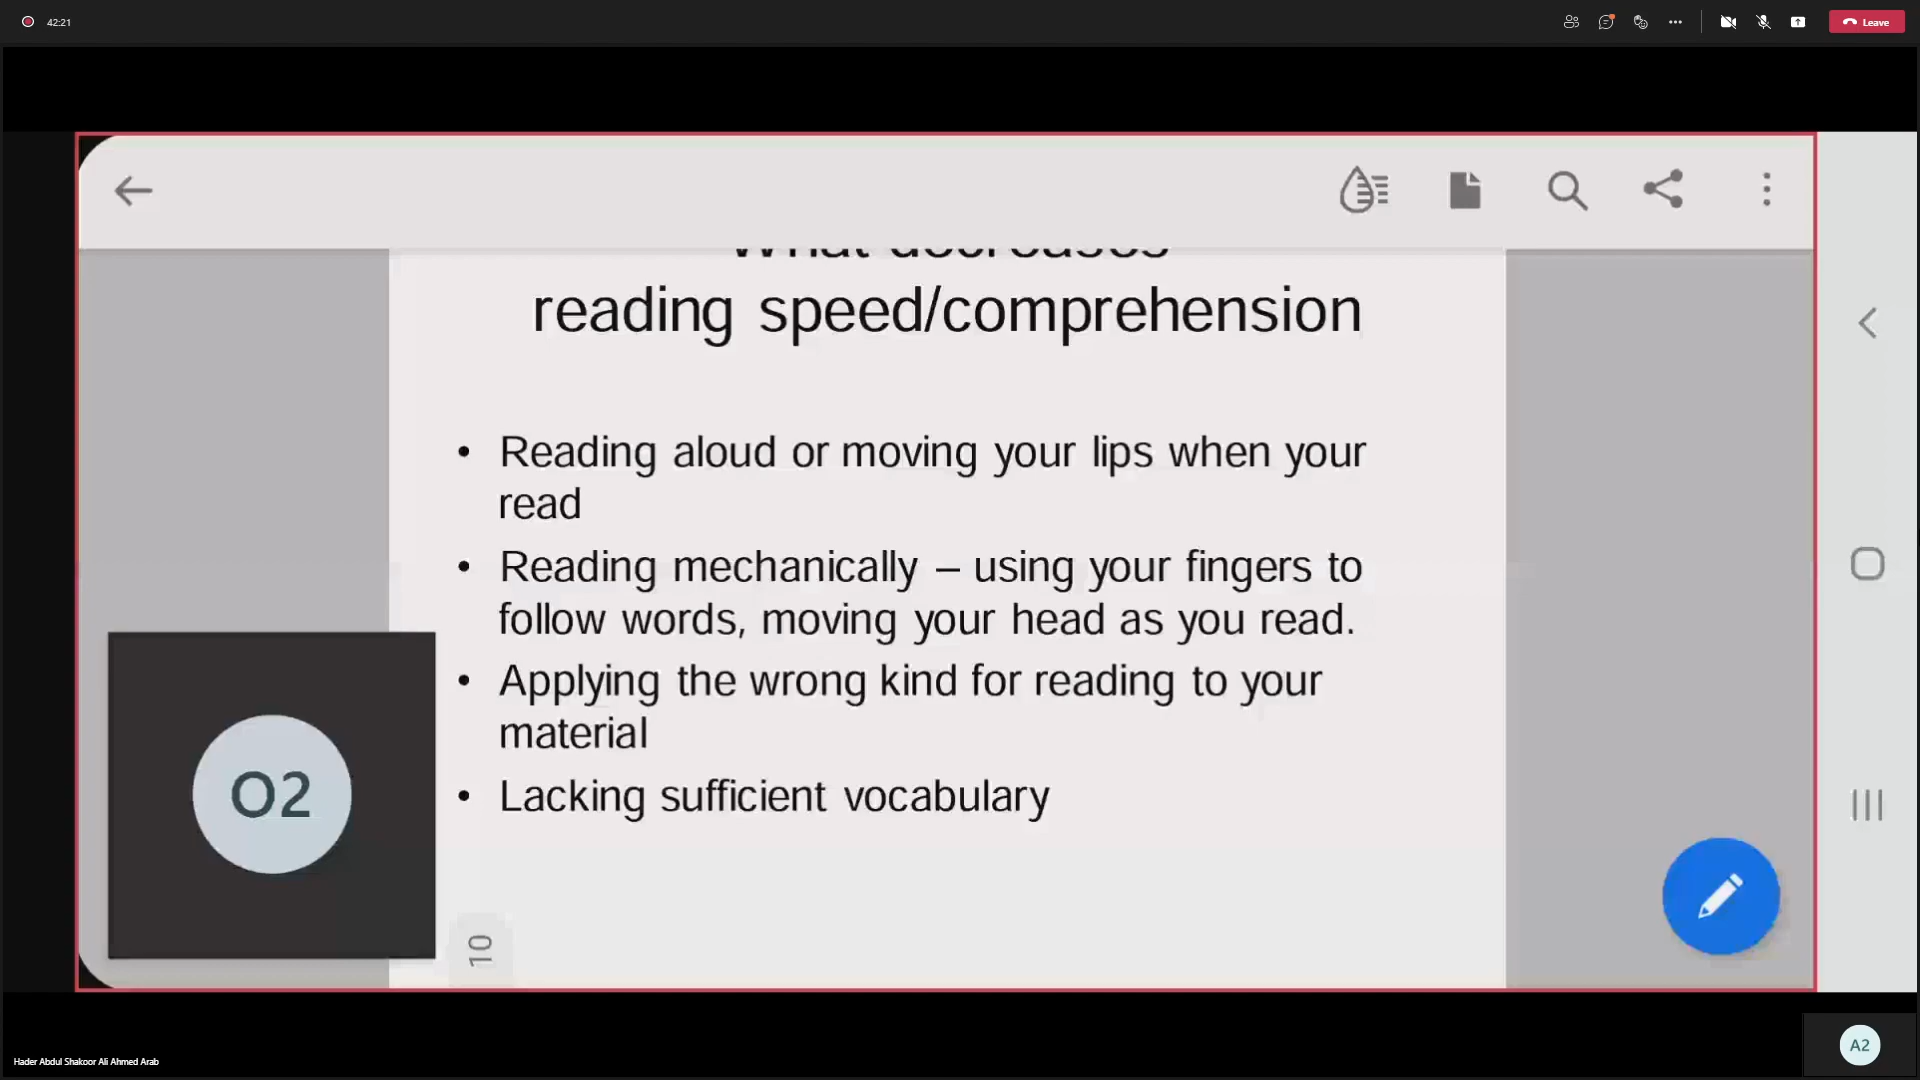 42:21
Leave
What decreases
reading speed/comprehension
• Reading aloud or moving your lips when your
read
• Reading mechanically – using your fingers to
follow words, moving your head as you read.
• Applying the wrong kind for reading to your
material
• Lacking sufficient vocabulary
O2
10
Hader Abdul Shakoor Ali Ahmed Arab
A2